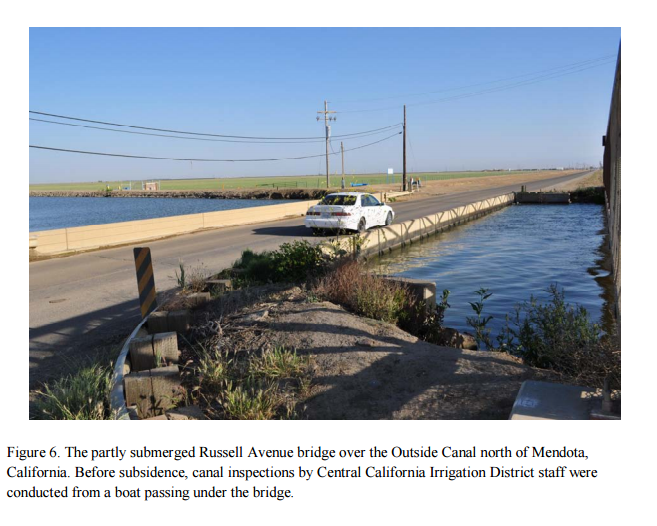 Figure 6. The partly submerged Russell Avenue bridge over the Outside Canal north of Mendota,
California. Before subsidence, canal inspections by Central California Irrigation District staff were
conducted from a boat passing under the bridge.